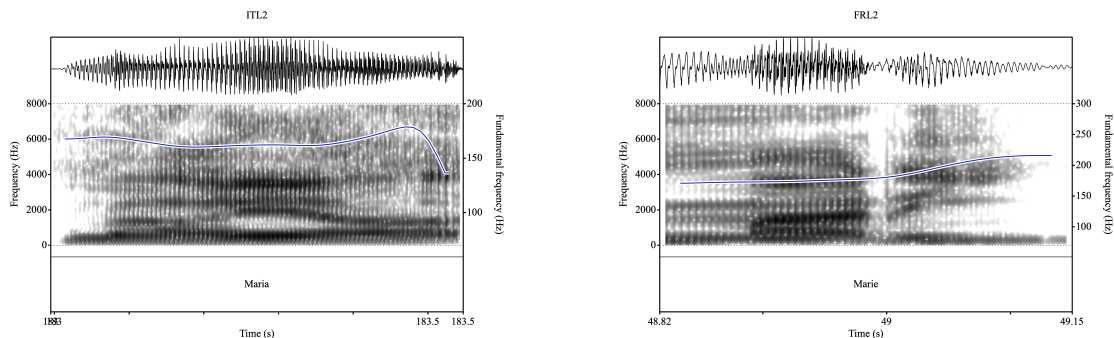 ITL2
8000
6000
4000
2000
0
Frequency (Hz)
200
150
100
Fundamental frequency (Hz)
Maria
183.5 183.5
Time (s)
FRL2
8000
6000
4000
2000
0
Frequency (Hz)
300
250
200
150
100
Fundamental frequency (Hz)
Marie
48.82 49 49.15
Time (s)